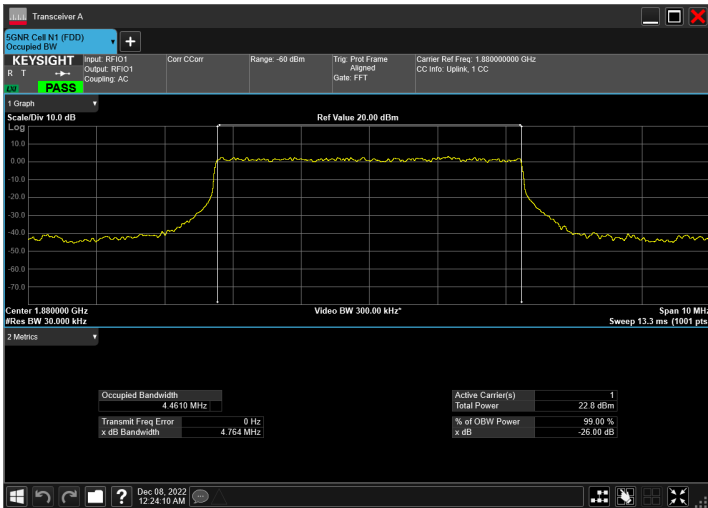 Transceiver A
5GNR Cell N1 (FDD)
Occupied BW
KEYSIGHT
R T
LXI
PASS
Input: RFIO1
Output: RFIO1
Coupling: AC
Corr CCorr
Range: -60 dBm
Trig: Prot Frame
Aligned
Gate: FFT
Carrier Ref Freq: 1.880000000 GHz
CC Info: Uplink, 1 CC
1 Graph
Scale/Div 10.0 dB
Ref Value 20.00 dBm
Log
10.0
0.00
-10.0
-20.0
-30.0
-40.0
-50.0
-60.0
-70.0
Center 1.880000 GHz
Video BW 300.00 kHz*
Span 10 MHz
#Res BW 30.000 kHz
Sweep 13.3 ms (1001 pts
2 Metrics
Occupied Bandwidth
4.4610 MHz
Transmit Freq Error 0 Hz
x dB Bandwidth 4.764 MHz
Active Carrier(s) 1
Total Power 22.8 dBm
% of OBW Power 99.00 %
x dB -26.00 dB
?
Dec 08, 2022
12:24:10 AM